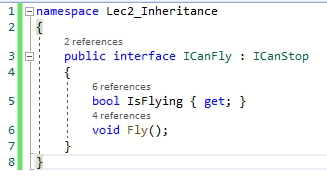 1 namespace Lec2_Inheritance
2 {
2 references
3 public interface ICanFly : ICanStop
4 {
6 references
5 bool IsFlying { get; }
4 references
6 void Fly();
7 }
8 }